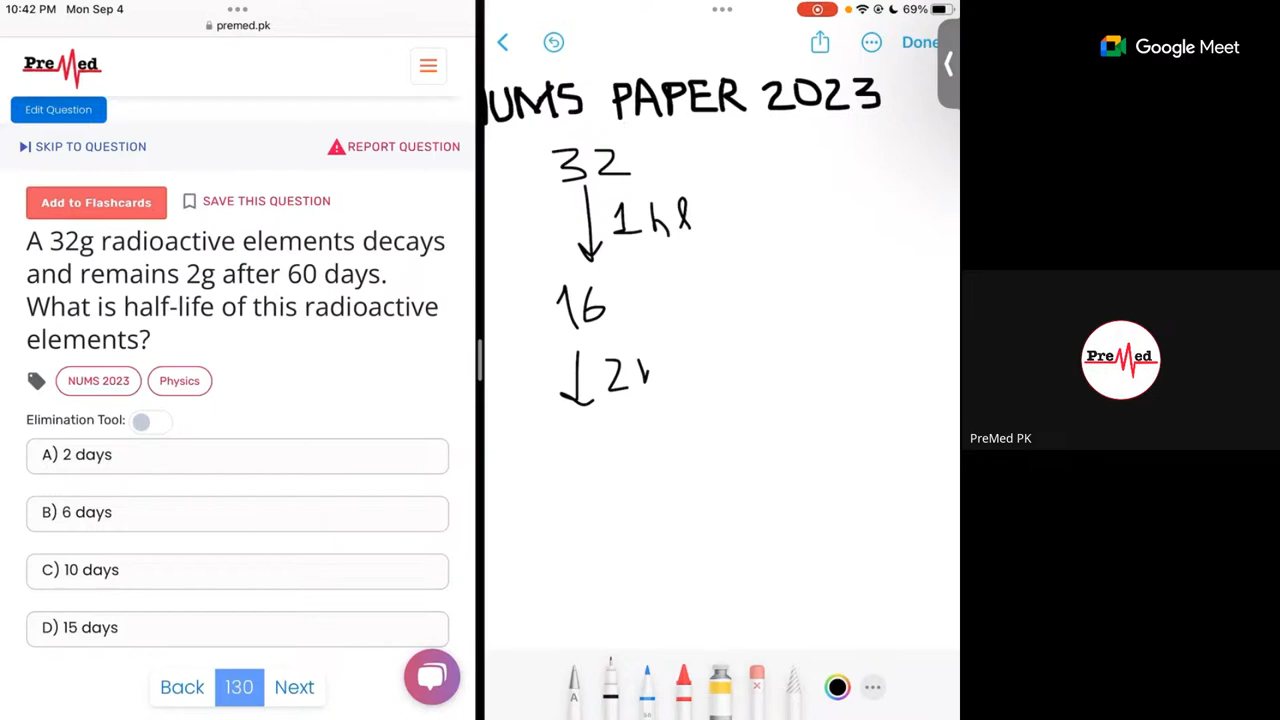 10:42 PM Mon Sep 4
premed.pk
PreMed
Edit Question
SKIP TO QUESTION
REPORT QUESTION
Add to Flashcards
SAVE THIS QUESTION
A 32g radioactive elements decays
and remains 2g after 60 days.
What is half-life of this radioactive
elements?
NUMS 2023
Physics
Elimination Tool:
A) 2 days
B) 6 days
C) 10 days
D) 15 days
Back 130 Next
69%
Done
NUMS PAPER 2023
32
1 hl
16
2
A
Google Meet
PreMed
PreMed PK